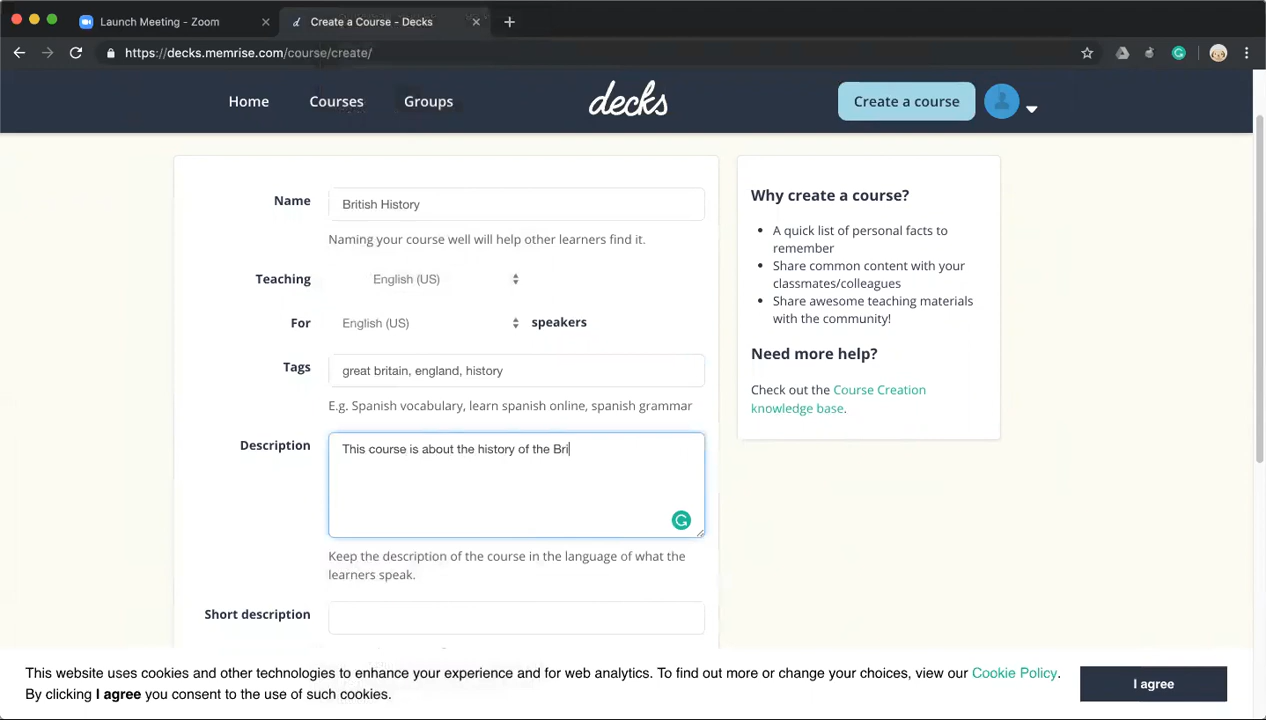 Launch Meeting - Zoom
Create a Course - Decks
https://decks.memrise.com/course/create/
Home
Courses
Groups
decks
Create a course
Name
British History
Naming your course well will help other learners find it.
Teaching
English (US)
For
English (US)
speakers
Tags
great britain, england, history
E.g. Spanish vocabulary, learn spanish online, spanish grammar
Description
This course is about the history of the Bri
Keep the description of the course in the language of what the
learners speak.
Short description
Why create a course?
A quick list of personal facts to
remember
Share common content with your
classmates/colleagues
Share awesome teaching materials
with the community!
Need more help?
Check out the Course Creation
knowledge base.
This website uses cookies and other technologies to enhance your experience and for web analytics. To find out more or change your choices, view our Cookie Policy.
By clicking I agree you consent to the use of such cookies.
I agree